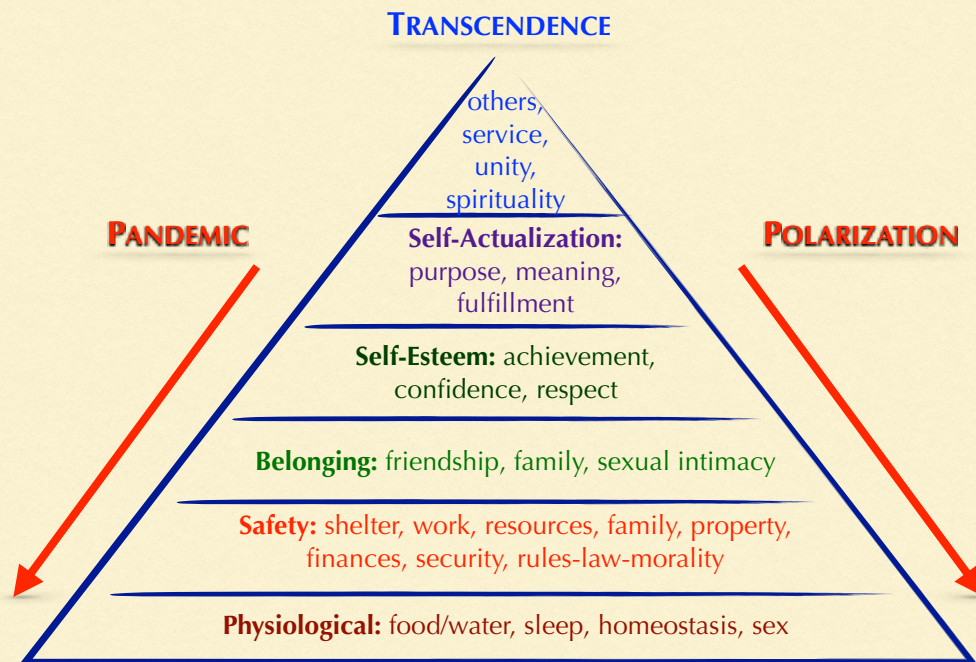 TRANSCENDENCE
others,
service,
unity,
spirituality
PANDEMIC
POLARIZATION
Self-Actualization:
purpose, meaning,
fulfillment
Self-Esteem: achievement,
confidence, respect
Belonging: friendship, family, sexual intimacy
Safety: shelter, work, resources, family, property,
finances, security, rules-law-morality
Physiological: food/water, sleep, homeostasis, sex